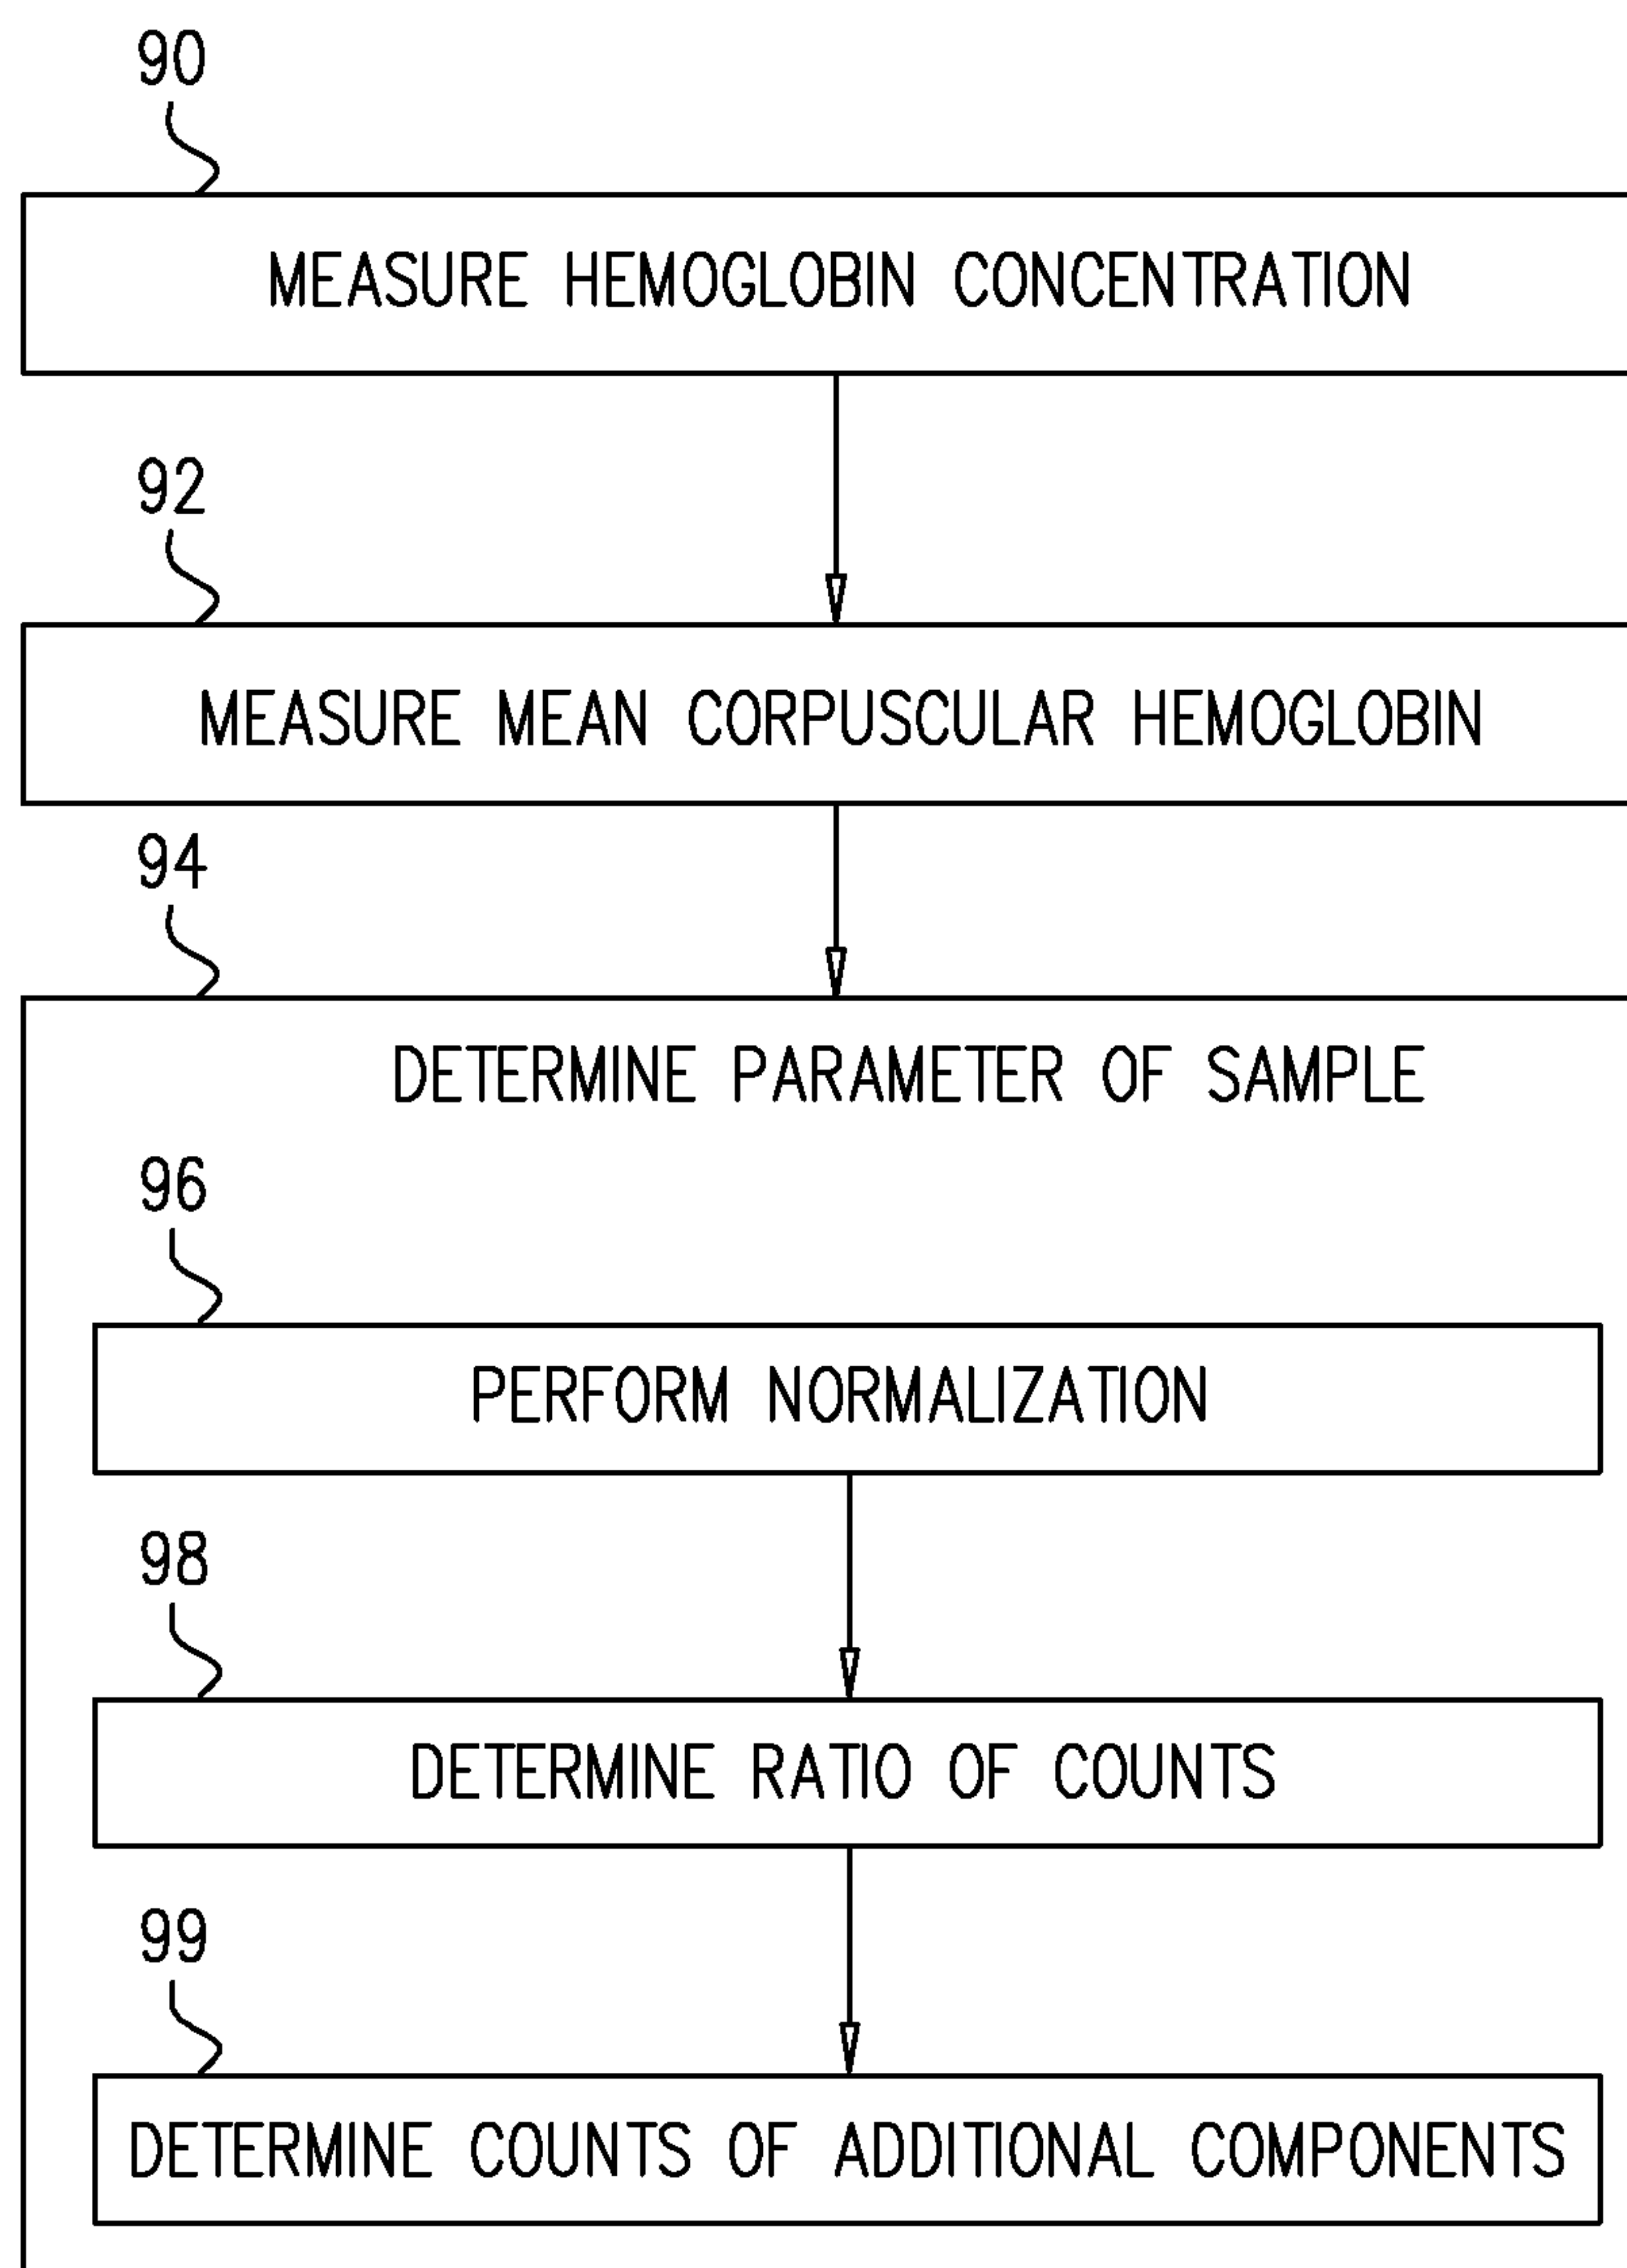 90
MEASURE HEMOGLOBIN CONCENTRATION
92
MEASURE MEAN CORPUSCULAR HEMOGLOBIN
94
DETERMINE PARAMETER OF SAMPLE
96
PERFORM NORMALIZATION
98
DETERMINE RATIO OF COUNTS
99
DETERMINE COUNTS OF ADDITIONAL COMPONENTS